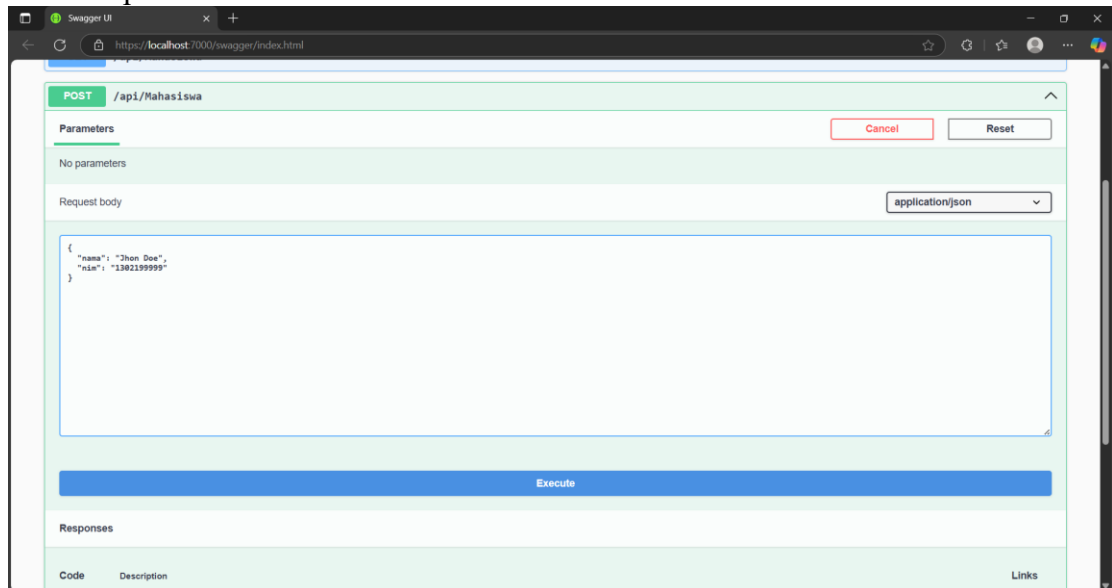 Swagger UI
https://localhost:7000/swagger/index.html
POST /api/Mahasiswa
Parameters
Cancel
Reset
No parameters
Request body
application/json
{
"nama": "Jhon Doe",
"nim": "1302199999"
}
Execute
Responses
Code Description Links